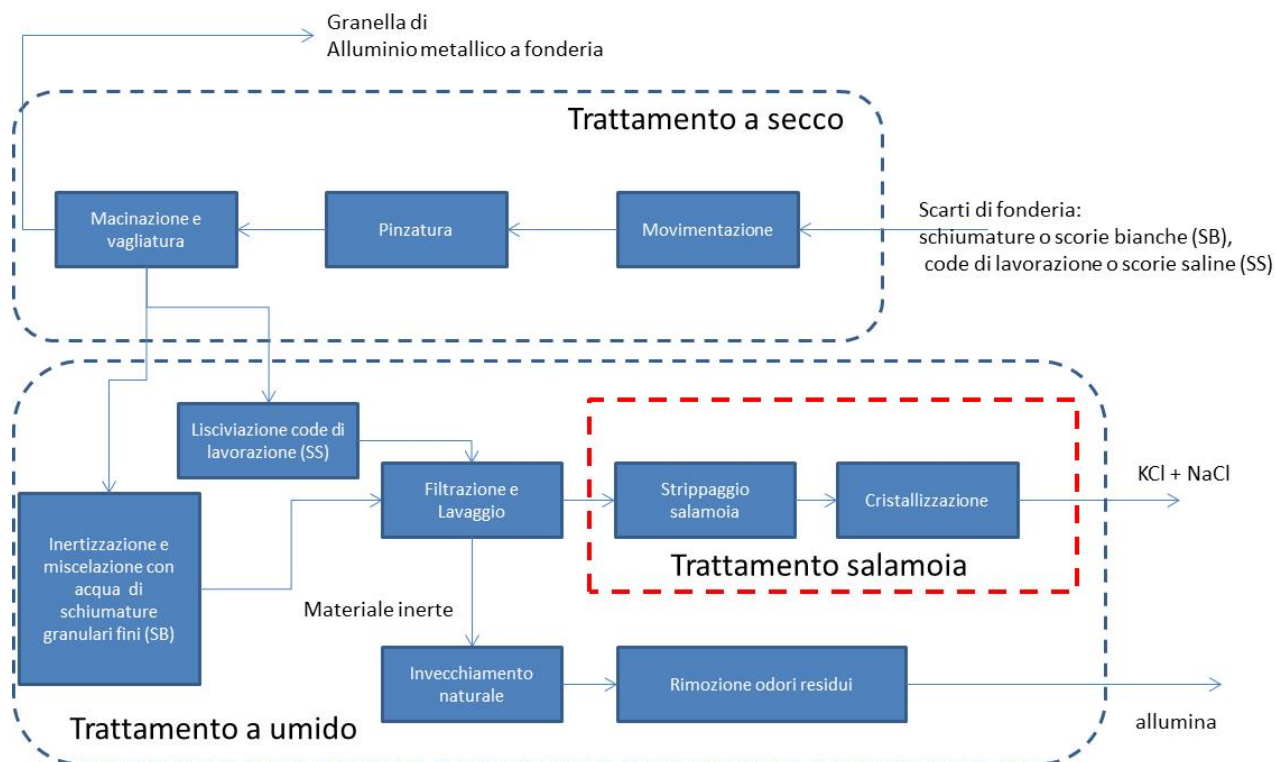 Granella di
Alluminio metallico a fonderia
Trattamento a secco
Macinazione e
vagliatura
Pinzatura
Movimentazione
Scarti di fonderia:
schiumature o scorie bianche (SB),
code di lavorazione o scorie saline (SS)
Lisciviazione code di
lavorazione (SS)
Filtrazione e
Lavaggio
Strippaggio
salamoia
Cristallizzazione
KCl + NaCl
Trattamento salamoia
Inertizzazione e
miscelazione con
acqua di
schiumature
granulari fini (SB)
Materiale inerte
Invecchiamento
naturale
Rimozione odori residui
allumina
Trattamento a umido